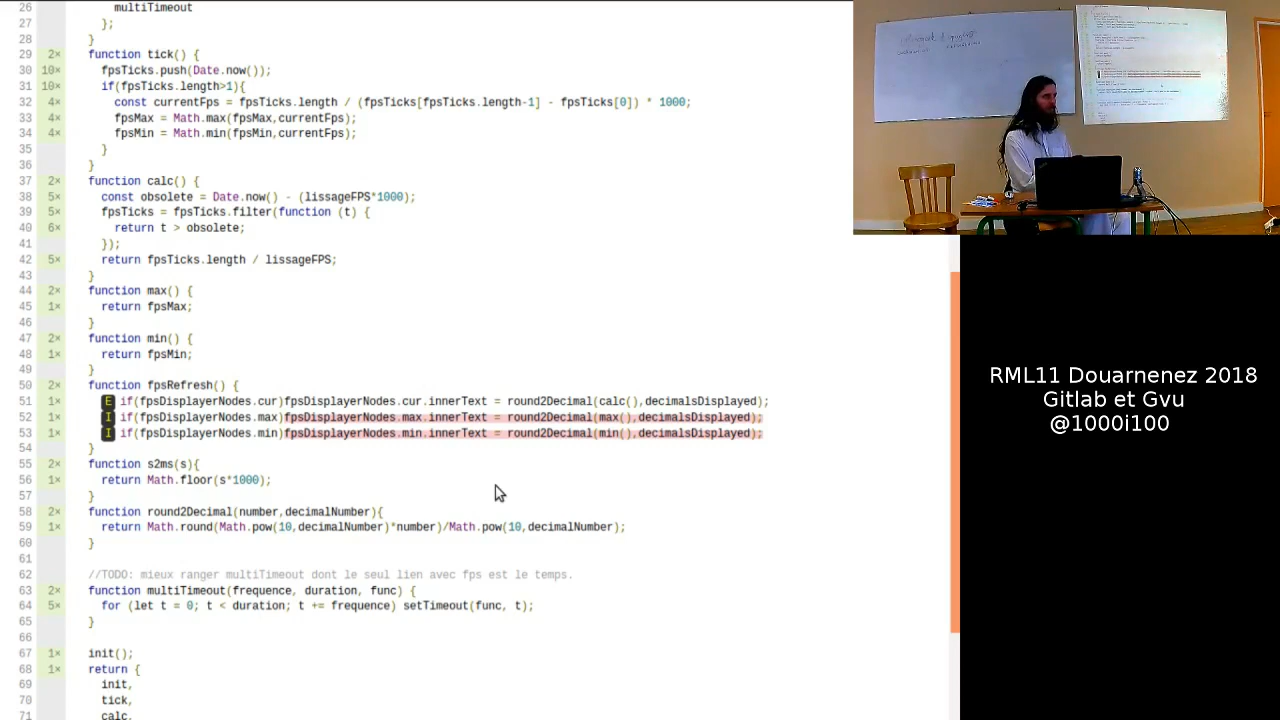 26 multiTimeout
27 };
28 }
29 2× function tick() {
30 10× fpsTicks.push(Date.now());
31 10× if(fpsTicks.length>1){
32 4× const currentFps = fpsTicks.length / (fpsTicks[fpsTicks.length-1] - fpsTicks[0]) * 1000;
33 4× fpsMax = Math.max(fpsMax,currentFps);
34 4× fpsMin = Math.min(fpsMin,currentFps);
35 }
36 }
37 2× function calc() {
38 5× const obsolete = Date.now() - (lissageFPS*1000);
39 5× fpsTicks = fpsTicks.filter(function (t) {
40 6× return t > obsolete;
41 });
42 5× return fpsTicks.length / lissageFPS;
43 }
44 2× function max() {
45 1× return fpsMax;
46 }
47 2× function min() {
48 1× return fpsMin;
49 }
50 2× function fpsRefresh() {
51 1× E if(fpsDisplayerNodes.cur)fpsDisplayerNodes.cur.innerText = round2Decimal(calc(),decimalsDisplayed);
52 1× I if(fpsDisplayerNodes.max)fpsDisplayerNodes.max.innerText = round2Decimal(max(),decimalsDisplayed);
53 1× I if(fpsDisplayerNodes.min)fpsDisplayerNodes.min.innerText = round2Decimal(min(),decimalsDisplayed);
54 }
55 2× function s2ms(s){
56 1× return Math.floor(s*1000);
57 }
58 2× function round2Decimal(number,decimalNumber){
59 1× return Math.round(Math.pow(10,decimalNumber)*number)/Math.pow(10,decimalNumber);
60 }
61
62 //TODO: mieux ranger multiTimeout dont le seul lien avec fps est le temps.
63 2× function multiTimeout(frequence, duration, func) {
64 5× for (let t = 0; t < duration; t += frequence) setTimeout(func, t);
65 }
66
67 1× init();
68 1× return {
69 init,
70 tick,
71 calc,
RML11 Douarnenez 2018
Gitlab et Gvu
@1000i100